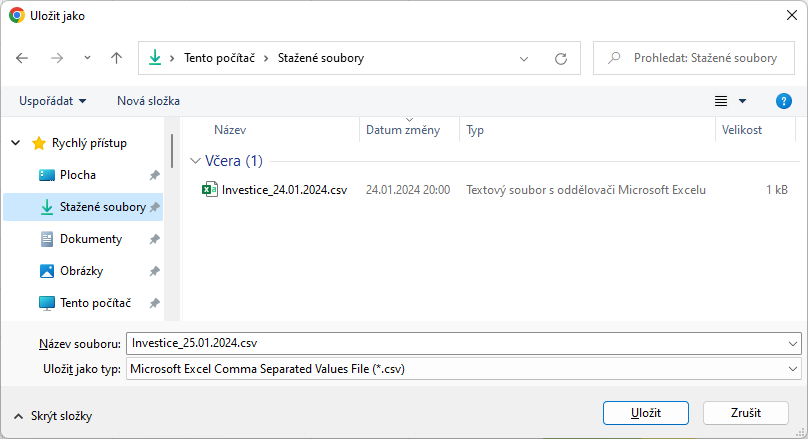 Uložit jako
Tento počítač Stažené soubory
Prohledat: Stažené soubory
Uspořádat Nová složka
Rychlý přístup
Plocha
Stažené soubory
Dokumenty
Obrázky
Tento počítač
Název Datum změny Typ Velikost
Včera (1)
Investice_24.01.2024.csv 24.01.2024 20:00 Textový soubor s oddělovači Microsoft Excelu 1 kB
Název souboru: Investice_25.01.2024.csv
Uložit jako typ: Microsoft Excel Comma Separated Values File (*.csv)
Skrýt složky Uložit Zrušit